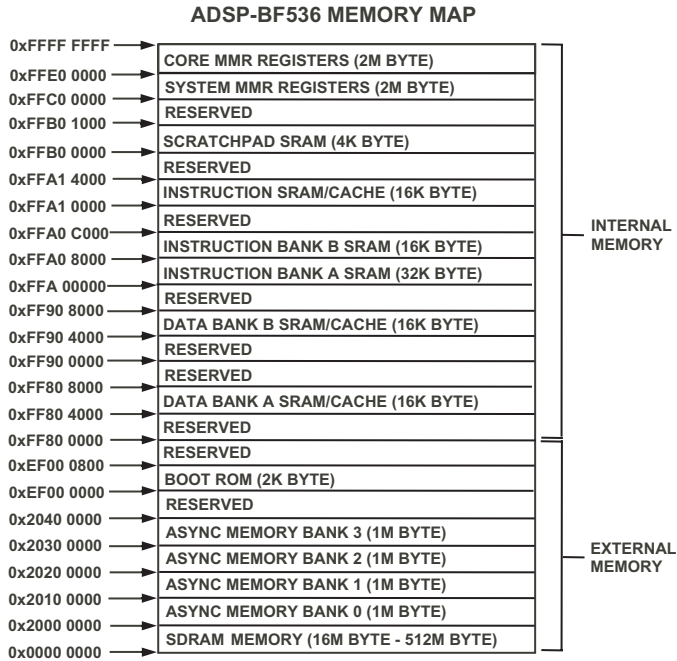 ADSP-BF536 MEMORY MAP
0xFFFF FFFF
CORE MMR REGISTERS (2M BYTE)
0xFFE0 0000
SYSTEM MMR REGISTERS (2M BYTE)
0xFFC0 0000
RESERVED
0xFFB0 1000
SCRATCHPAD SRAM (4K BYTE)
0xFFB0 0000
RESERVED
0xFFA1 4000
INSTRUCTION SRAM/CACHE (16K BYTE)
0xFFA1 0000
RESERVED
0xFFA0 C000
INSTRUCTION BANK B SRAM (16K BYTE)
0xFFA0 8000
INSTRUCTION BANK A SRAM (32K BYTE)
0xFFA 00000
RESERVED
0xFF90 8000
DATA BANK B SRAM/CACHE (16K BYTE)
0xFF90 4000
RESERVED
0xFF90 0000
RESERVED
0xFF80 8000
DATA BANK A SRAM/CACHE (16K BYTE)
0xFF80 4000
RESERVED
0xFF80 0000
RESERVED
0xEF00 0800
BOOT ROM (2K BYTE)
0xEF00 0000
RESERVED
0x2040 0000
ASYNC MEMORY BANK 3 (1M BYTE)
0x2030 0000
ASYNC MEMORY BANK 2 (1M BYTE)
0x2020 0000
ASYNC MEMORY BANK 1 (1M BYTE)
0x2010 0000
ASYNC MEMORY BANK 0 (1M BYTE)
0x2000 0000
SDRAM MEMORY (16M BYTE - 512M BYTE)
0x0000 0000
INTERNAL
MEMORY
EXTERNAL
MEMORY